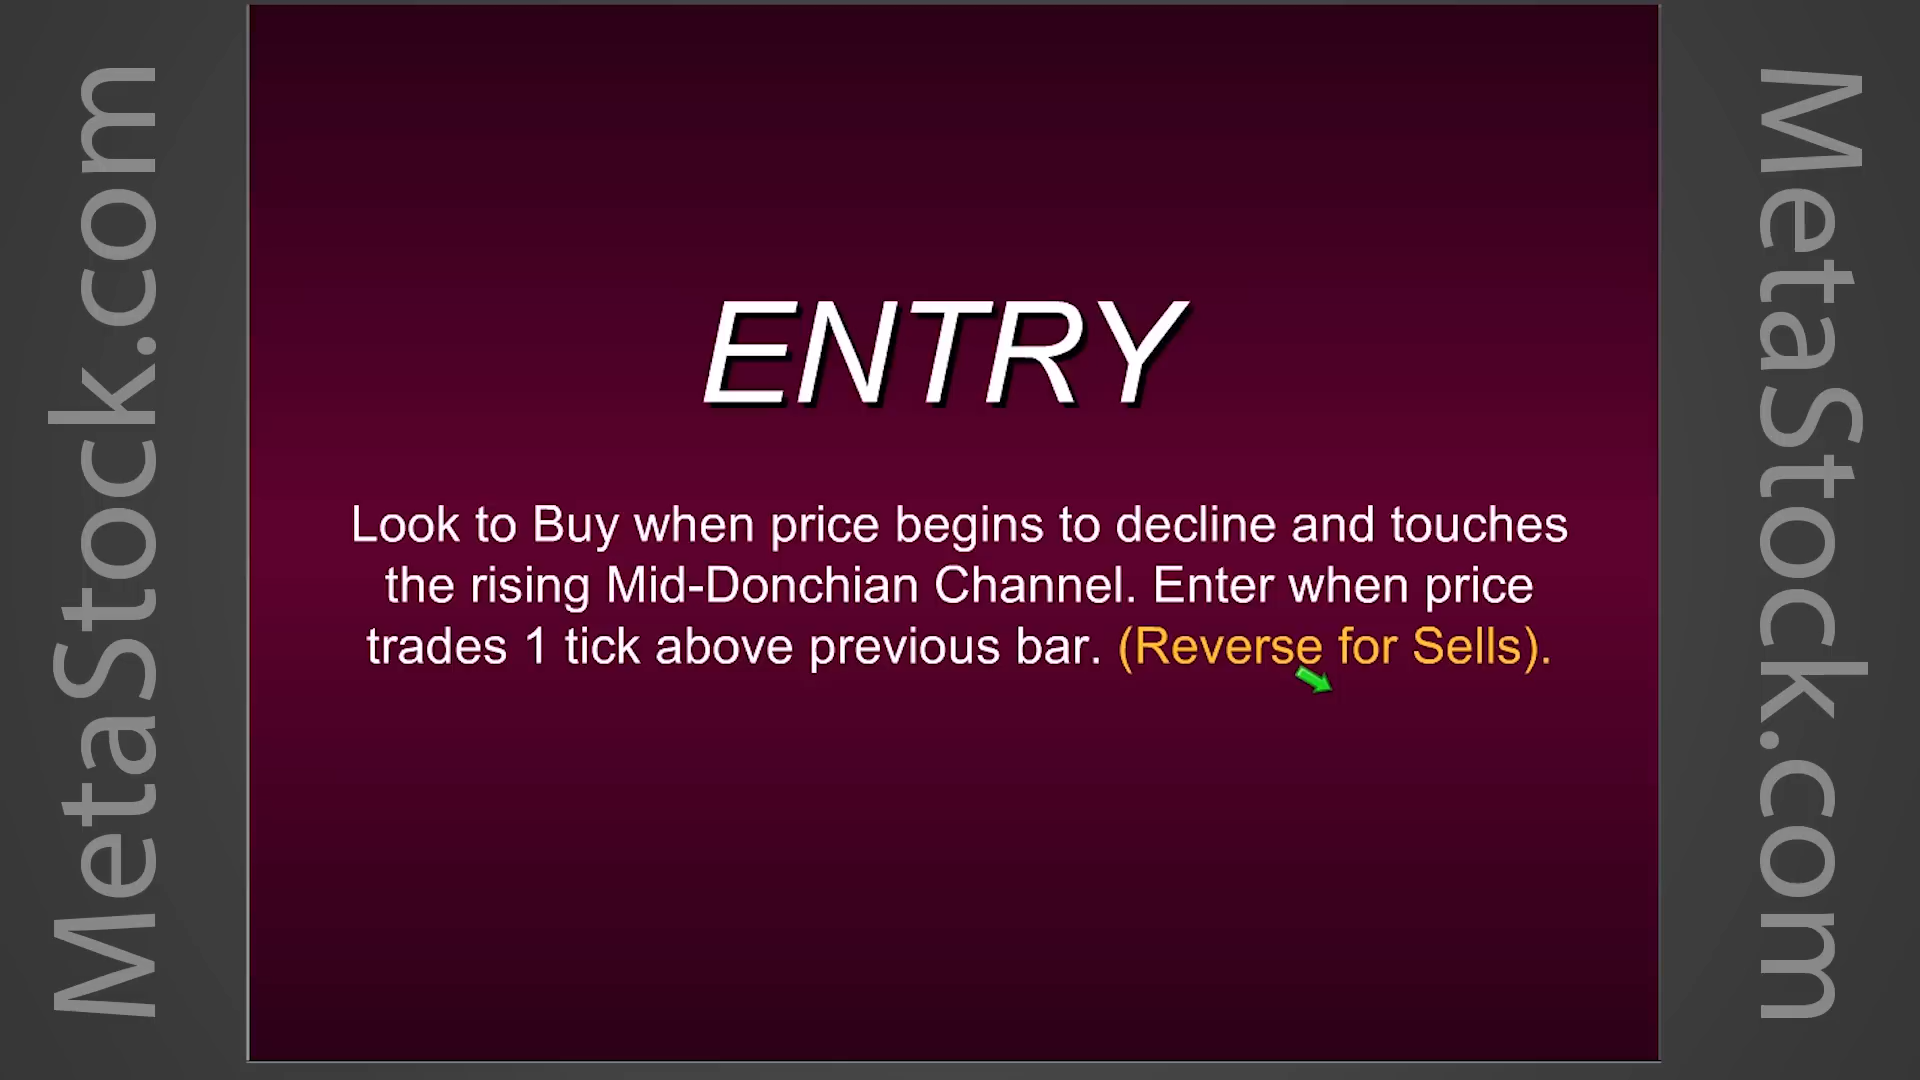 MetaStock.com
ENTRY
Look to Buy when price begins to decline and touches
the rising Mid-Donchian Channel. Enter when price
trades 1 tick above previous bar. (Reverse for Sells).
MetaStock.com